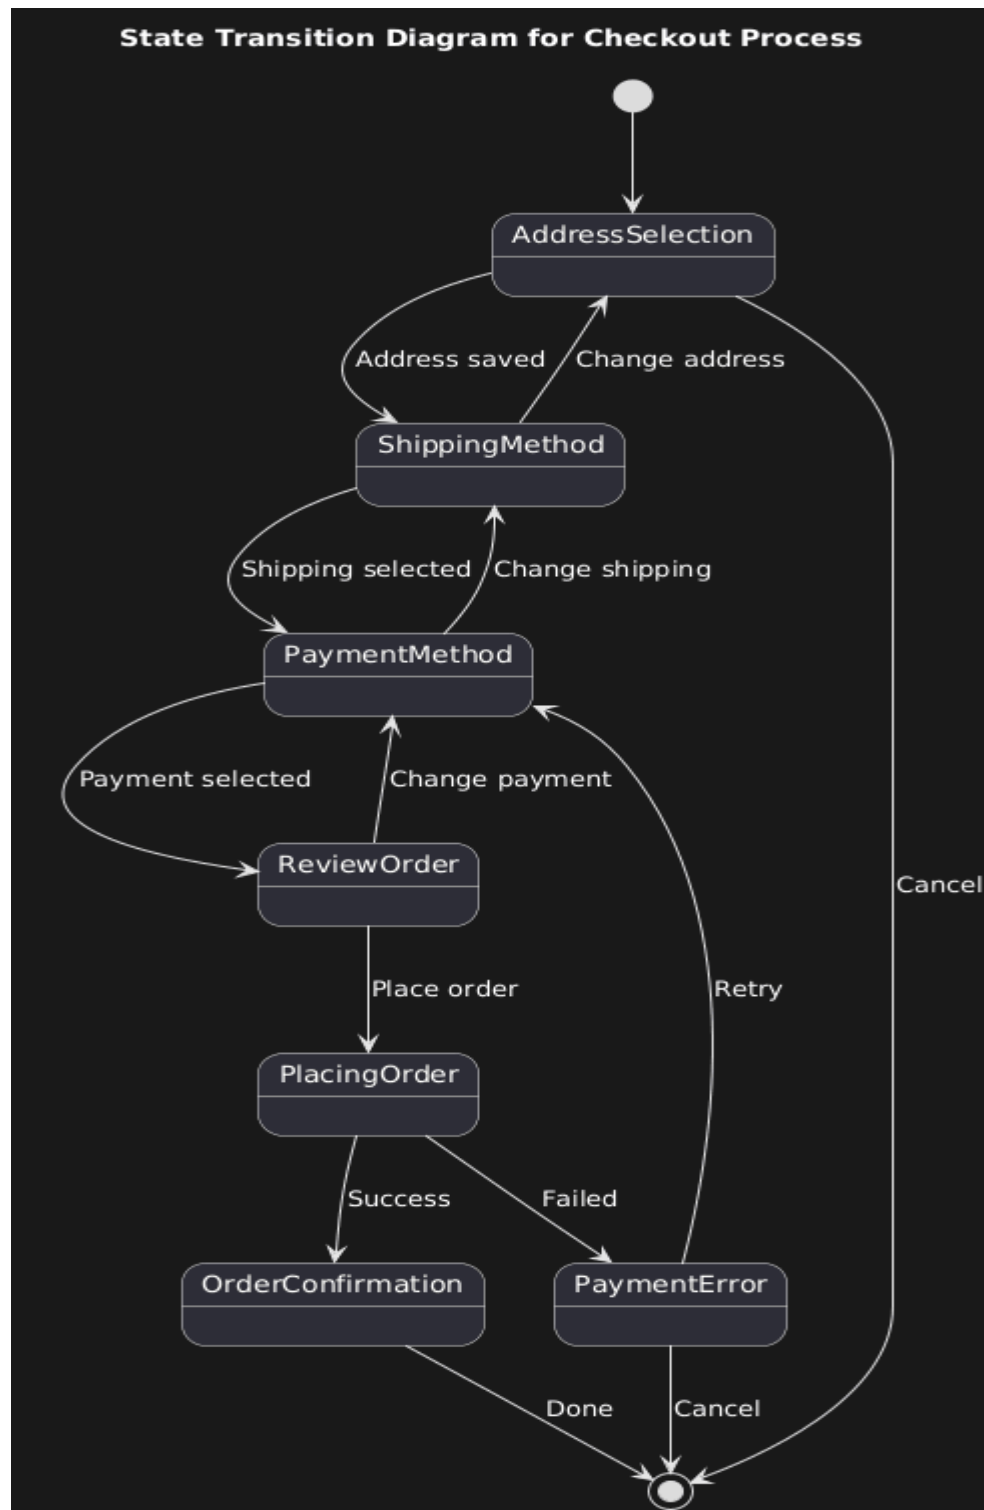 State Transition Diagram for Checkout Process
AddressSelection
Address saved
Change address
ShippingMethod
Shipping selected
Change shipping
PaymentMethod
Payment selected
Change payment
ReviewOrder
Cancel
Place order
Retry
PlacingOrder
Success
Failed
OrderConfirmation
PaymentError
Done
Cancel